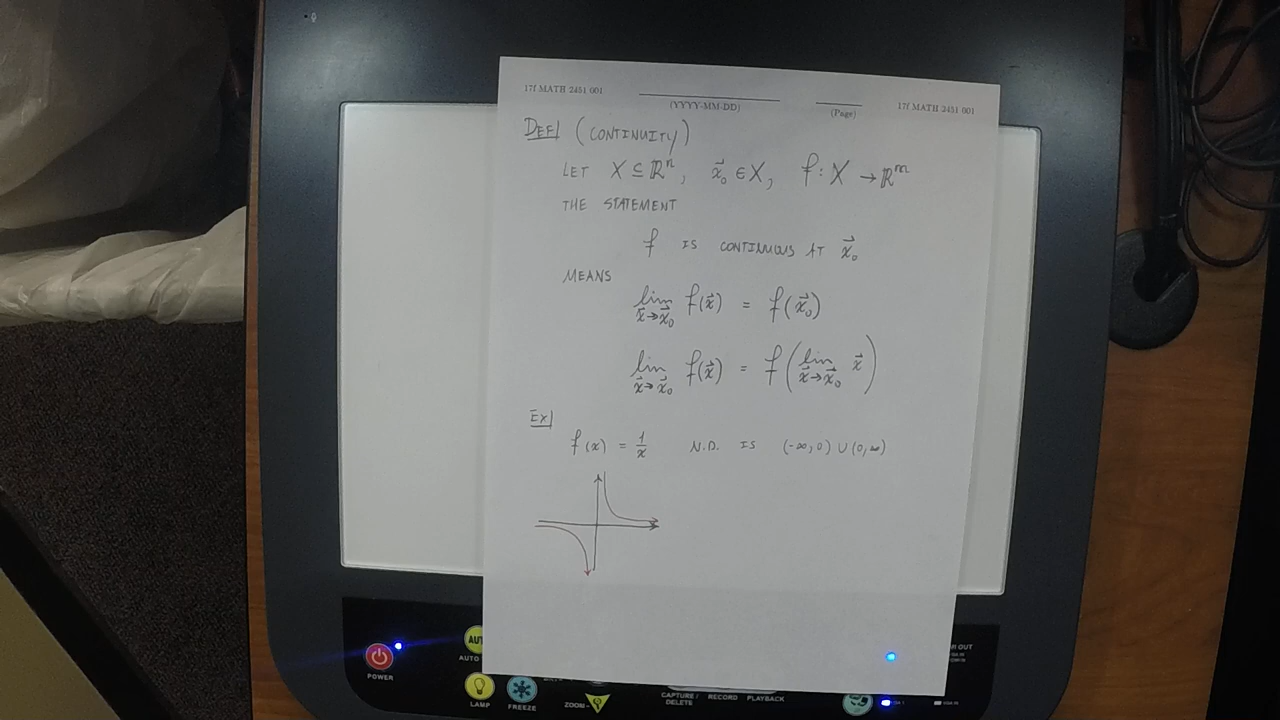 17f MATH 2451 001
(YYYY-MM-DD)
(Page)
17f MATH 2451 001
DEF| (CONTINUITY)
LET X ⊆ ℝⁿ, x⃗₀ ∈ X, f : X → ℝᵐ
THE STATEMENT
f IS CONTINUOUS AT x⃗₀
MEANS
lim_{x⃗→x⃗₀} f(x⃗) = f(x⃗₀)
lim_{x⃗→x⃗₀} f(x⃗) = f(lim_{x⃗→x⃗₀} x⃗)
EX|
f(x) = 1/x N.D. IS (-∞,0) ∪ (0,∞)
POWER
LAMP
FREEZE
ZOOM
CAPTURE / DELETE
RECORD
PLAYBACK